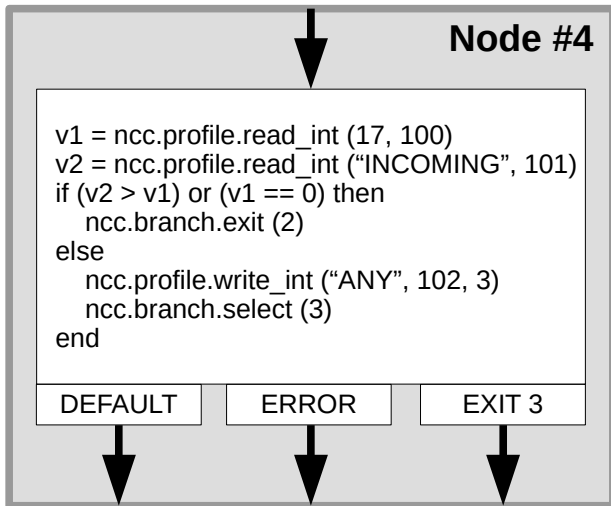 Node #4
v1 = ncc.profile.read_int (17, 100)
v2 = ncc.profile.read_int (“INCOMING”, 101)
if (v2 > v1) or (v1 == 0) then
ncc.branch.exit (2)
else
ncc.profile.write_int (“ANY”, 102, 3)
ncc.branch.select (3)
end
DEFAULT
ERROR
EXIT 3